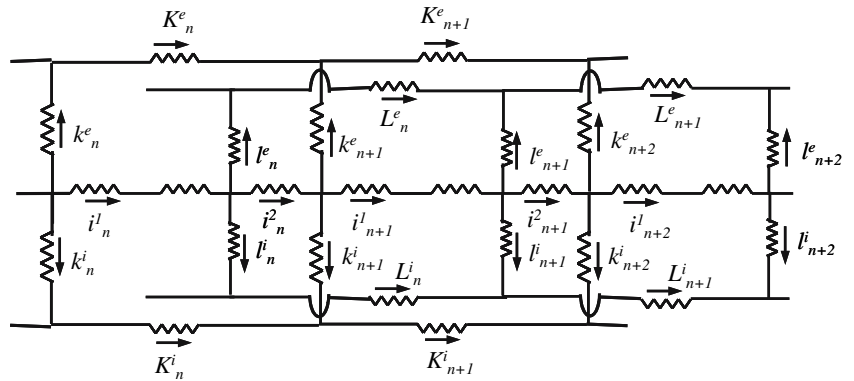 K^e_n K^e_{n+1}
L^e_n L^e_{n+1}
k^e_n l^e_n k^e_{n+1} l^e_{n+1} k^e_{n+2} l^e_{n+2}
i^1_n i^2_n i^1_{n+1} i^2_{n+1} i^1_{n+2}
k^i_n l^i_n k^i_{n+1} l^i_{n+1} k^i_{n+2} l^i_{n+2}
L^i_n L^i_{n+1}
K^i_n K^i_{n+1}